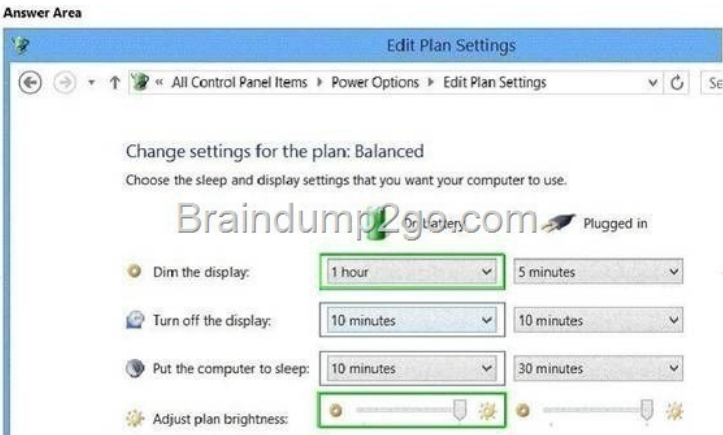 Answer Area
Edit Plan Settings
« All Control Panel Items Power Options Edit Plan Settings
Se
Change settings for the plan: Balanced
Choose the sleep and display settings that you want your computer to use.
Braindump2go.com
On battery Plugged in
Dim the display: 1 hour 5 minutes
Turn off the display: 10 minutes 10 minutes
Put the computer to sleep: 10 minutes 30 minutes
Adjust plan brightness: